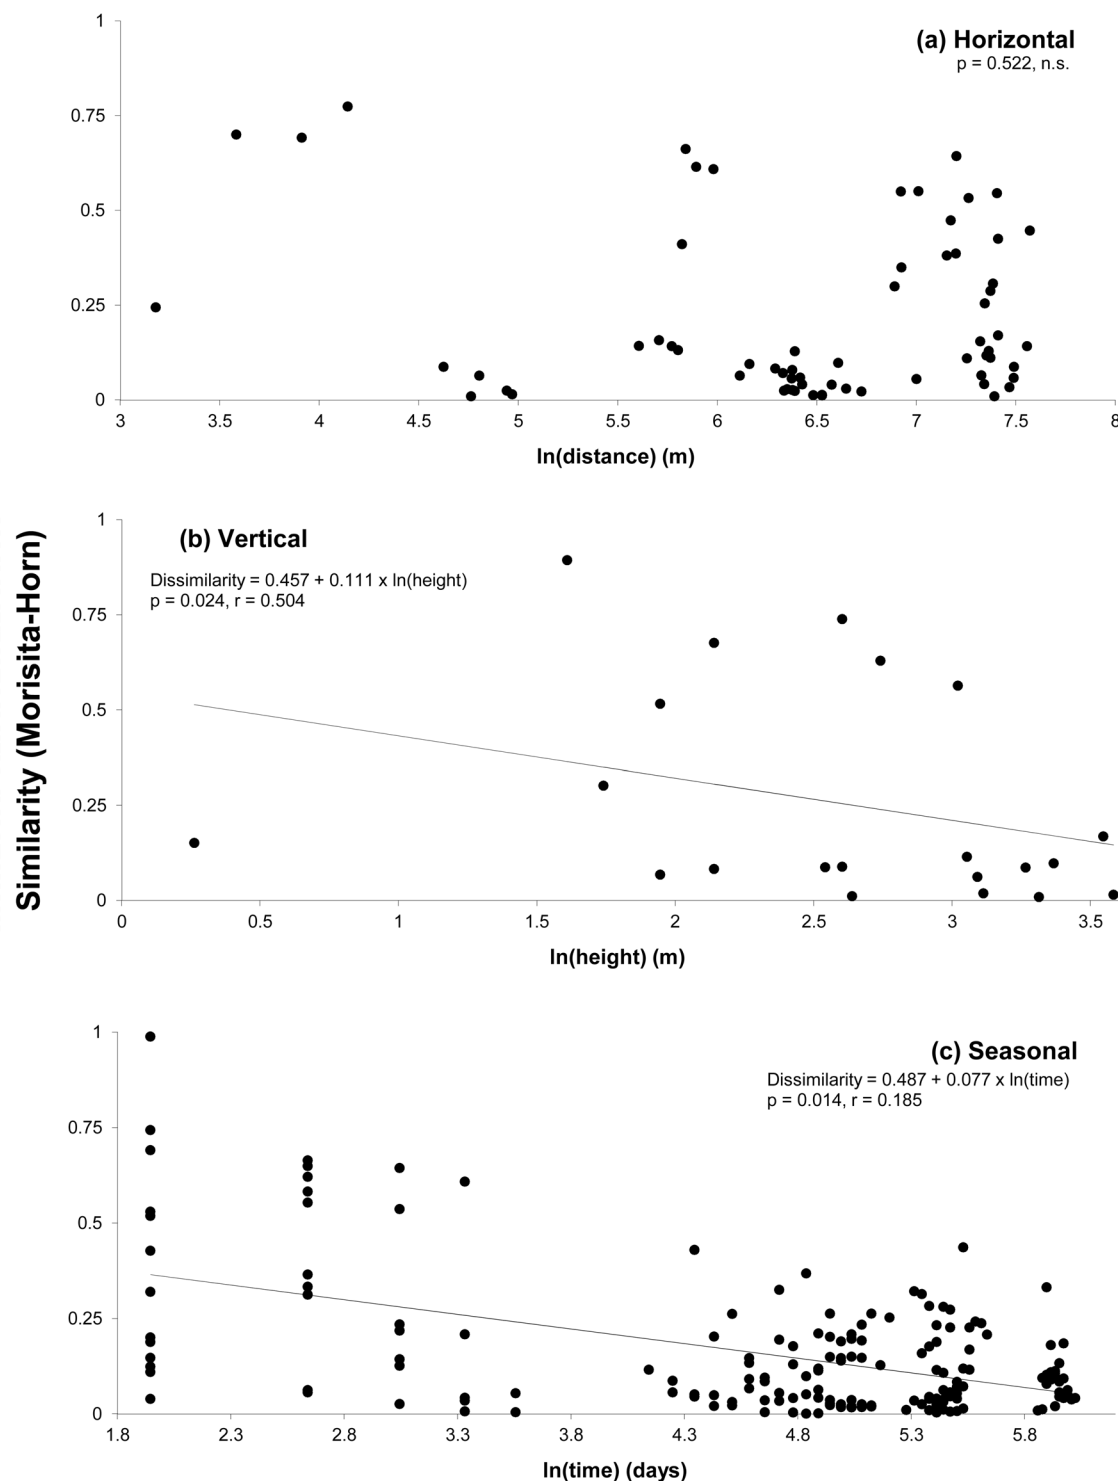 Similarity (Morisita-Horn)
(a) Horizontal
p = 0.522, n.s.
1
0.75
0.5
0.25
0
3 3.5 4 4.5 5 5.5 6 6.5 7 7.5 8
ln(distance) (m)
(b) Vertical
Dissimilarity = 0.457 + 0.111 x ln(height)
p = 0.024, r = 0.504
1
0.75
0.5
0.25
0
0 0.5 1 1.5 2 2.5 3 3.5
ln(height) (m)
(c) Seasonal
Dissimilarity = 0.487 + 0.077 x ln(time)
p = 0.014, r = 0.185
1
0.75
0.5
0.25
0
1.8 2.3 2.8 3.3 3.8 4.3 4.8 5.3 5.8
ln(time) (days)